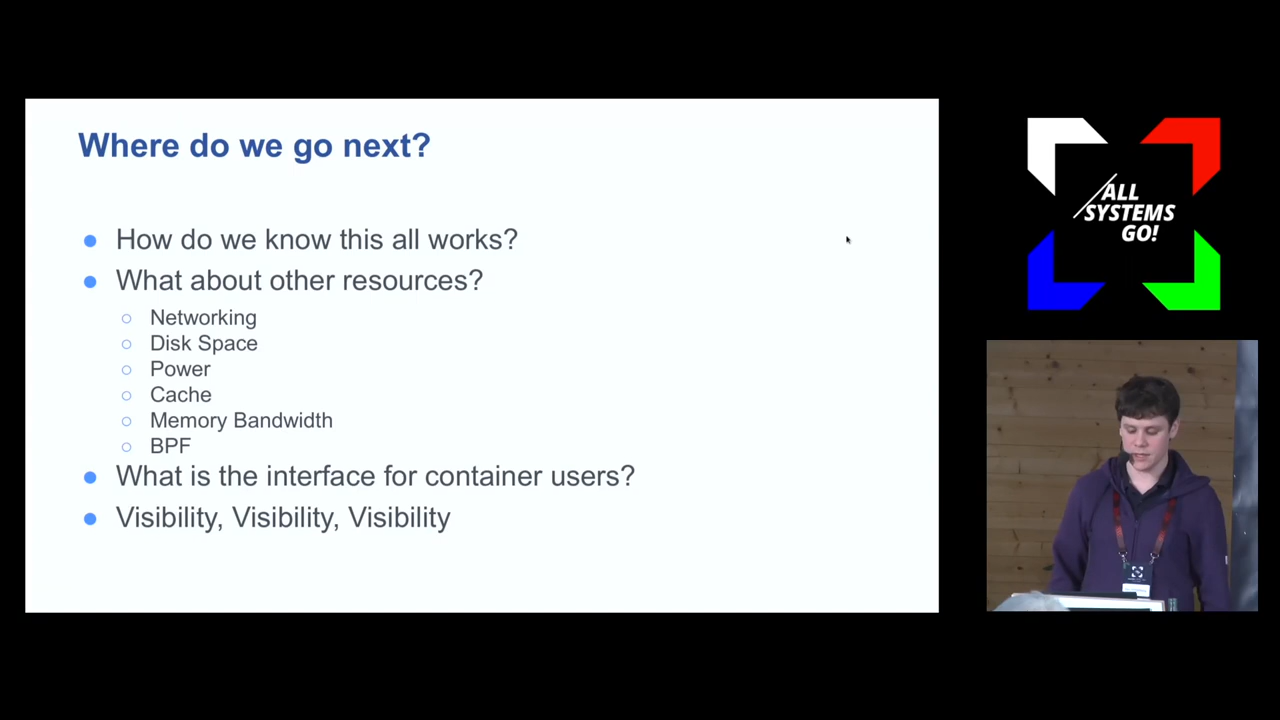 Where do we go next?
How do we know this all works?
What about other resources?
Networking
Disk Space
Power
Cache
Memory Bandwidth
BPF
What is the interface for container users?
Visibility, Visibility, Visibility
ALL
SYSTEMS
GO!